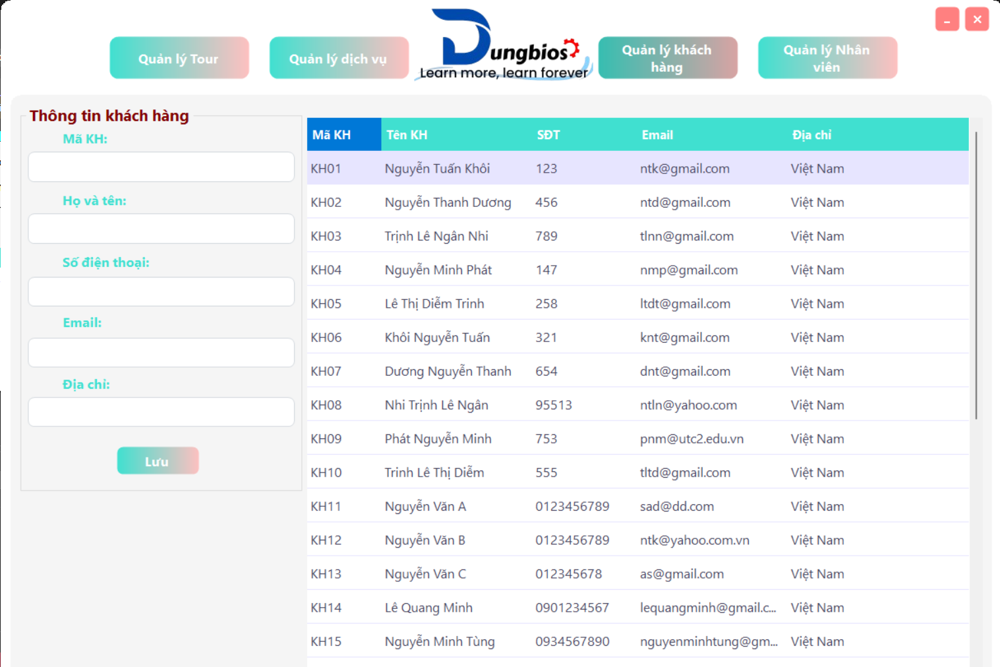 Quản lý Tour
Quản lý dịch vụ
Dungbios
Learn more, learn forever
Quản lý khách
hàng
Quản lý Nhân
viên
Thông tin khách hàng
Mã KH:
Họ và tên:
Số điện thoại:
Email:
Địa chỉ:
Lưu
Mã KH Tên KH SĐT Email Địa chỉ
KH01 Nguyễn Tuấn Khôi 123 ntk@gmail.com Việt Nam
KH02 Nguyễn Thanh Dương 456 ntd@gmail.com Việt Nam
KH03 Trịnh Lê Ngân Nhi 789 tlnn@gmail.com Việt Nam
KH04 Nguyễn Minh Phát 147 nmp@gmail.com Việt Nam
KH05 Lê Thị Diễm Trinh 258 ltdt@gmail.com Việt Nam
KH06 Khôi Nguyễn Tuấn 321 knt@gmail.com Việt Nam
KH07 Dương Nguyễn Thanh 654 dnt@gmail.com Việt Nam
KH08 Nhi Trịnh Lê Ngân 95513 ntln@yahoo.com Việt Nam
KH09 Phát Nguyễn Minh 753 pnm@utc2.edu.vn Việt Nam
KH10 Trinh Lê Thị Diễm 555 tltd@gmail.com Việt Nam
KH11 Nguyễn Văn A 0123456789 sad@dd.com Việt Nam
KH12 Nguyễn Văn B 0123456789 ntk@yahoo.com.vn Việt Nam
KH13 Nguyễn Văn C 012345678 as@gmail.com Việt Nam
KH14 Lê Quang Minh 0901234567 lequangminh@gmail.c... Việt Nam
KH15 Nguyễn Minh Tùng 0934567890 nguyenminhtung@gm... Việt Nam